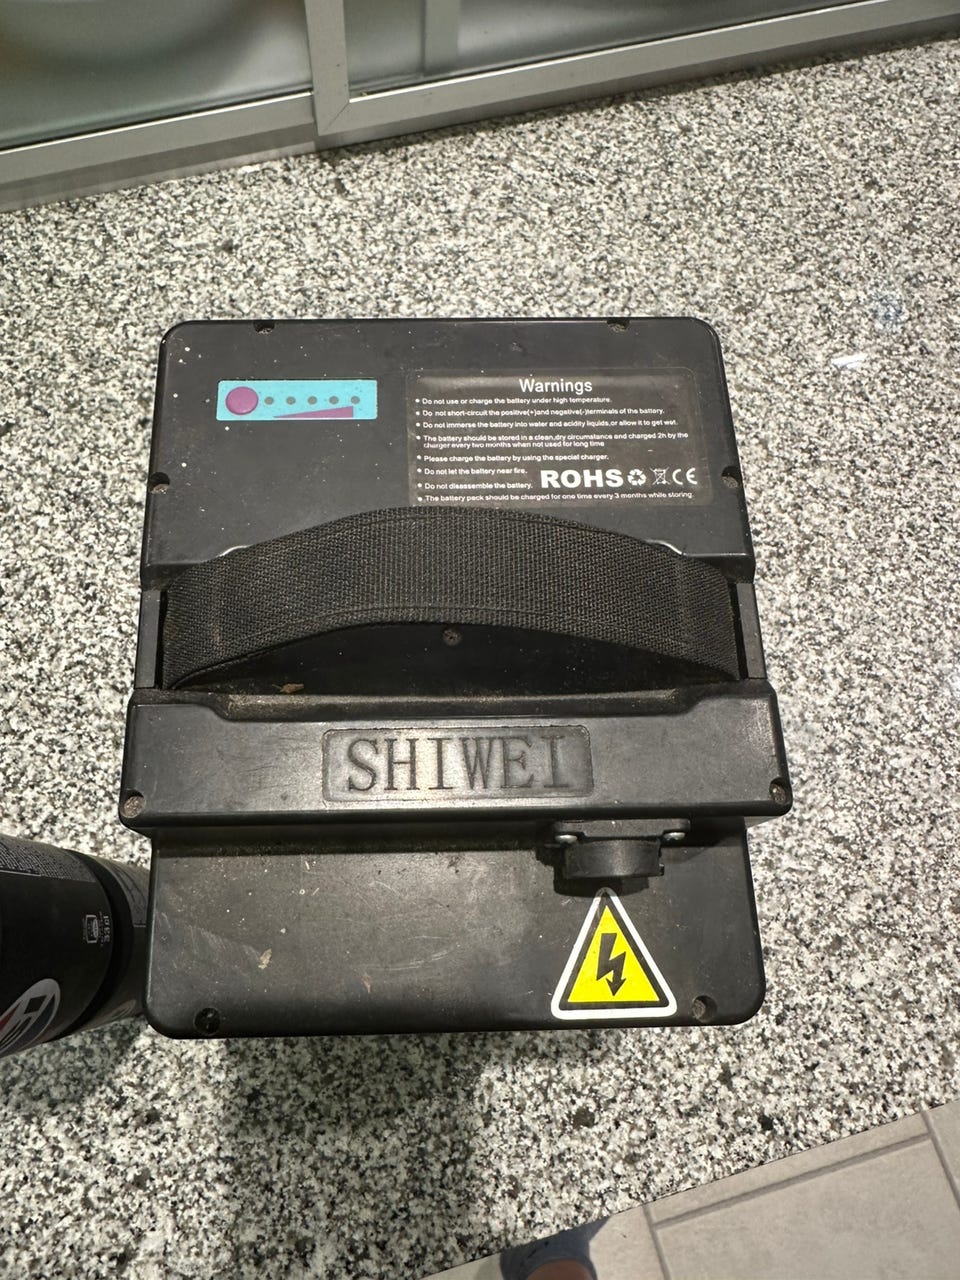 Warnings
Do not use or charge the battery under high temperature.
Do not short-circuit the positive(+)and negative(-)terminals of the battery.
Do not immerse the battery into water and acidity liquids,or allow it to get wet.
The battery should be stored in a clean,dry circumstance and charged 2h by the
charger every two months when not used for long time
Please charge the battery by using the special charger.
Do not let the battery near fire.
Do not disassemble the battery.
ROHS CE
The battery pack should be charged for one time every 3 months while storing.
SHIWEI
33 cl